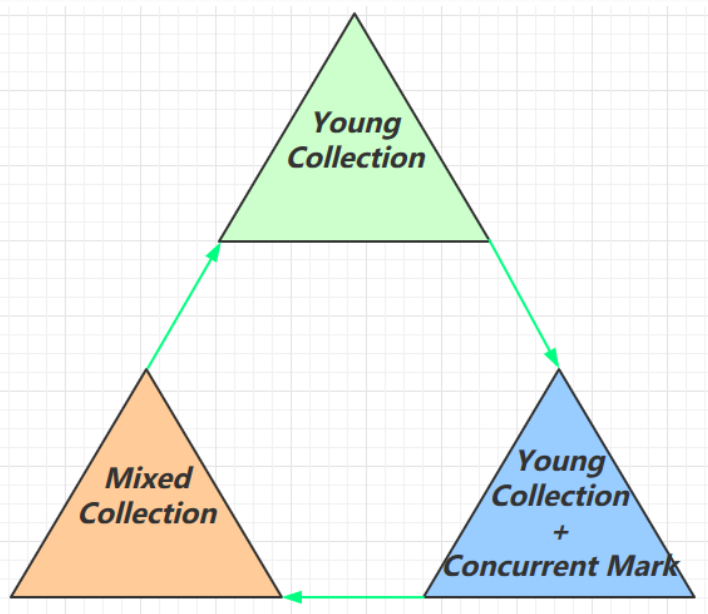 Young
Collection
Mixed
Collection
Young
Collection
+
Concurrent Mark